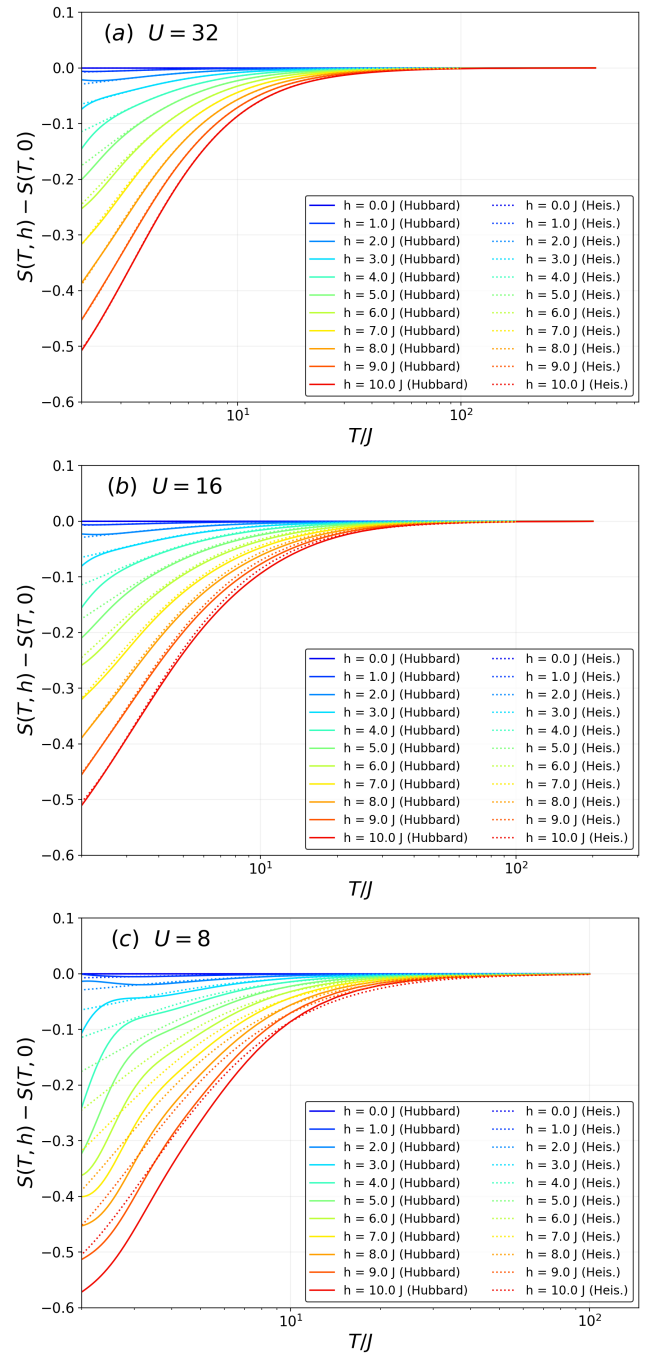 (a) U = 32
0.0
−0.1
−0.2
−0.3
−0.4
−0.5
−0.6
S(T, h) − S(T, 0)
h = 0.0 J (Hubbard) h = 0.0 J (Heis.)
h = 1.0 J (Hubbard) h = 1.0 J (Heis.)
h = 2.0 J (Hubbard) h = 2.0 J (Heis.)
h = 3.0 J (Hubbard) h = 3.0 J (Heis.)
h = 4.0 J (Hubbard) h = 4.0 J (Heis.)
h = 5.0 J (Hubbard) h = 5.0 J (Heis.)
h = 6.0 J (Hubbard) h = 6.0 J (Heis.)
h = 7.0 J (Hubbard) h = 7.0 J (Heis.)
h = 8.0 J (Hubbard) h = 8.0 J (Heis.)
h = 9.0 J (Hubbard) h = 9.0 J (Heis.)
h = 10.0 J (Hubbard) h = 10.0 J (Heis.)
10¹ 10²
T/J
(b) U = 16
0.1
0.0
−0.1
−0.2
−0.3
−0.4
−0.5
−0.6
S(T, h) − S(T, 0)
h = 0.0 J (Hubbard) h = 0.0 J (Heis.)
h = 1.0 J (Hubbard) h = 1.0 J (Heis.)
h = 2.0 J (Hubbard) h = 2.0 J (Heis.)
h = 3.0 J (Hubbard) h = 3.0 J (Heis.)
h = 4.0 J (Hubbard) h = 4.0 J (Heis.)
h = 5.0 J (Hubbard) h = 5.0 J (Heis.)
h = 6.0 J (Hubbard) h = 6.0 J (Heis.)
h = 7.0 J (Hubbard) h = 7.0 J (Heis.)
h = 8.0 J (Hubbard) h = 8.0 J (Heis.)
h = 9.0 J (Hubbard) h = 9.0 J (Heis.)
h = 10.0 J (Hubbard) h = 10.0 J (Heis.)
10¹ 10²
T/J
(c) U = 8
0.1
0.0
−0.1
−0.2
−0.3
−0.4
−0.5
−0.6
S(T, h) − S(T, 0)
h = 0.0 J (Hubbard) h = 0.0 J (Heis.)
h = 1.0 J (Hubbard) h = 1.0 J (Heis.)
h = 2.0 J (Hubbard) h = 2.0 J (Heis.)
h = 3.0 J (Hubbard) h = 3.0 J (Heis.)
h = 4.0 J (Hubbard) h = 4.0 J (Heis.)
h = 5.0 J (Hubbard) h = 5.0 J (Heis.)
h = 6.0 J (Hubbard) h = 6.0 J (Heis.)
h = 7.0 J (Hubbard) h = 7.0 J (Heis.)
h = 8.0 J (Hubbard) h = 8.0 J (Heis.)
h = 9.0 J (Hubbard) h = 9.0 J (Heis.)
h = 10.0 J (Hubbard) h = 10.0 J (Heis.)
10¹ 10²
T/J